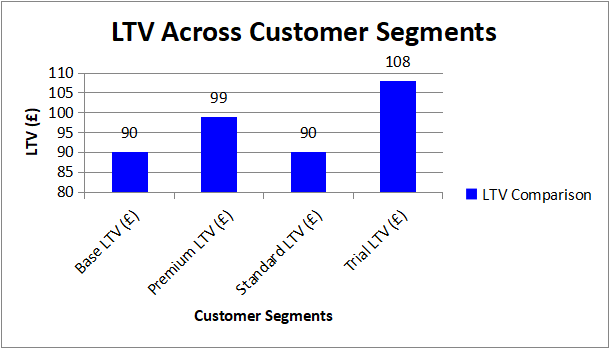 LTV Across Customer Segments
LTV (£)
110
105
100
95
90
85
80
90
99
90
108
Base LTV (£)
Premium LTV (£)
Standard LTV (£)
Trial LTV (£)
Customer Segments
LTV Comparison